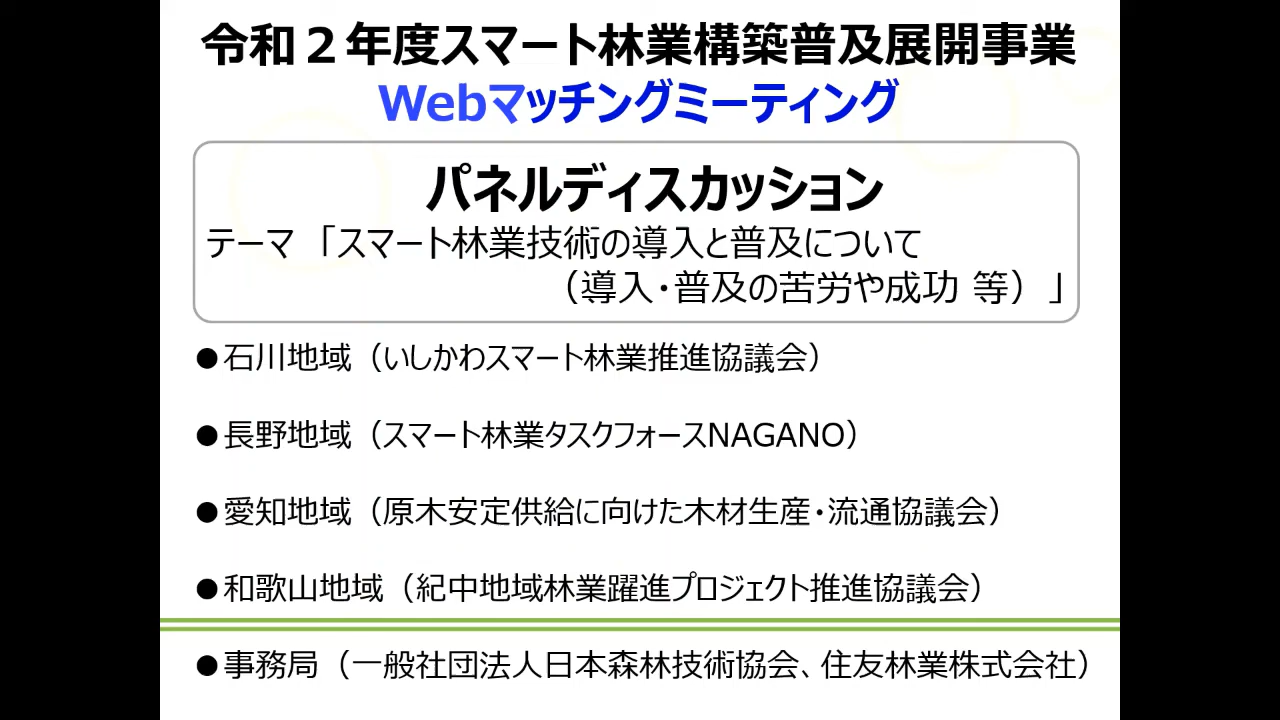 令和２年度スマート林業構築普及展開事業
Webマッチングミーティング
パネルディスカッション
テーマ「スマート林業技術の導入と普及について
（導入・普及の苦労や成功 等）」
●石川地域（いしかわスマート林業推進協議会）
●長野地域（スマート林業タスクフォースNAGANO）
●愛知地域（原木安定供給に向けた木材生産・流通協議会）
●和歌山地域（紀中地域林業躍進プロジェクト推進協議会）
●事務局（一般社団法人日本森林技術協会、住友林業株式会社）